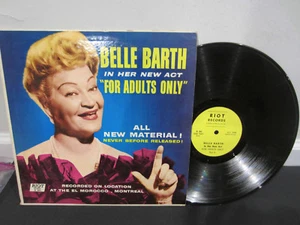 BELLE BARTH
IN HER NEW ACT
"FOR ADULTS ONLY"
ALL
NEW MATERIAL!
NEVER BEFORE RELEASED!
RIOT
RECORDED ON LOCATION
AT THE EL MOROCCO, MONTREAL
RIOT
RECORDS
BELLE BARTH